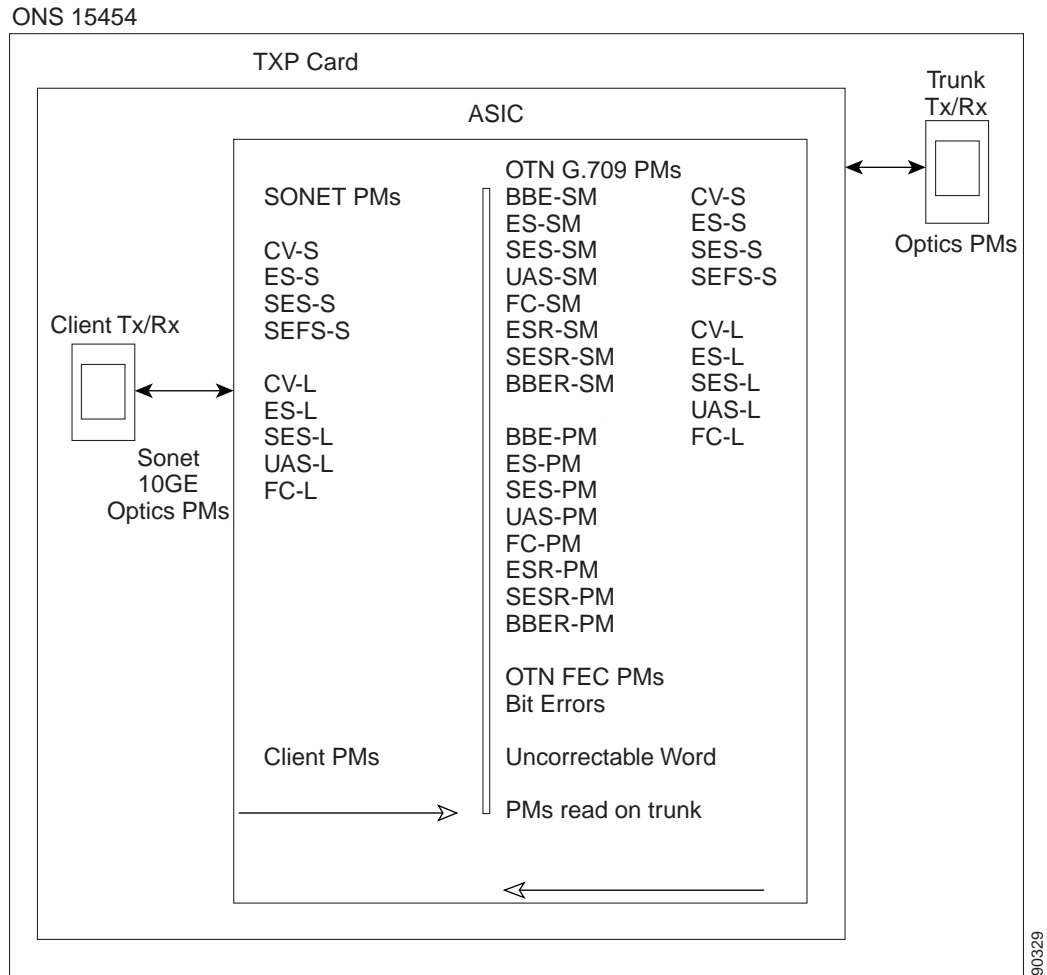 ONS 15454
TXP Card
Trunk
Tx/Rx
Optics PMs
ASIC
Client Tx/Rx
Sonet
10GE
Optics PMs
SONET PMs
CV-S
ES-S
SES-S
SEFS-S
CV-L
ES-L
SES-L
UAS-L
FC-L
Client PMs
OTN G.709 PMs
BBE-SM
ES-SM
SES-SM
UAS-SM
FC-SM
ESR-SM
SESR-SM
BBER-SM
BBE-PM
ES-PM
SES-PM
UAS-PM
FC-PM
ESR-PM
SESR-PM
BBER-PM
OTN FEC PMs
Bit Errors
Uncorrectable Word
PMs read on trunk
CV-S
ES-S
SES-S
SEFS-S
CV-L
ES-L
SES-L
UAS-L
FC-L
90329